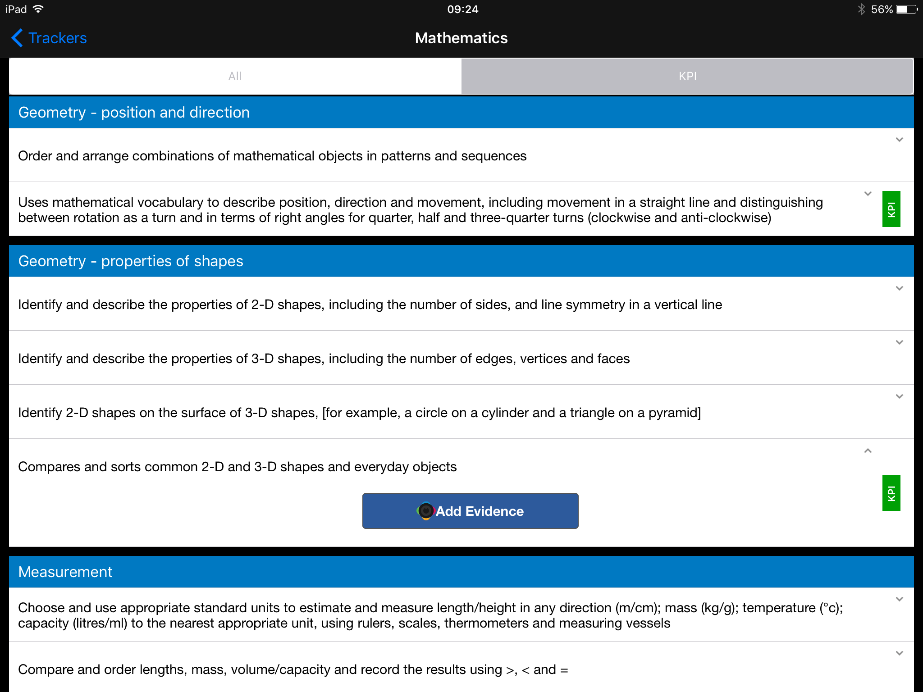 iPad 09:24 56%
Trackers Mathematics
All KPI
Geometry - position and direction
Order and arrange combinations of mathematical objects in patterns and sequences
Uses mathematical vocabulary to describe position, direction and movement, including movement in a straight line and distinguishing
between rotation as a turn and in terms of right angles for quarter, half and three-quarter turns (clockwise and anti-clockwise)
KPI
Geometry - properties of shapes
Identify and describe the properties of 2-D shapes, including the number of sides, and line symmetry in a vertical line
Identify and describe the properties of 3-D shapes, including the number of edges, vertices and faces
Identify 2-D shapes on the surface of 3-D shapes, [for example, a circle on a cylinder and a triangle on a pyramid]
Compares and sorts common 2-D and 3-D shapes and everyday objects
KPI
Add Evidence
Measurement
Choose and use appropriate standard units to estimate and measure length/height in any direction (m/cm); mass (kg/g); temperature (°c);
capacity (litres/ml) to the nearest appropriate unit, using rulers, scales, thermometers and measuring vessels
Compare and order lengths, mass, volume/capacity and record the results using >, < and =